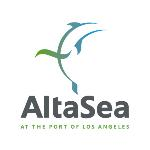 AltaSea
AT THE PORT OF LOS ANGELES